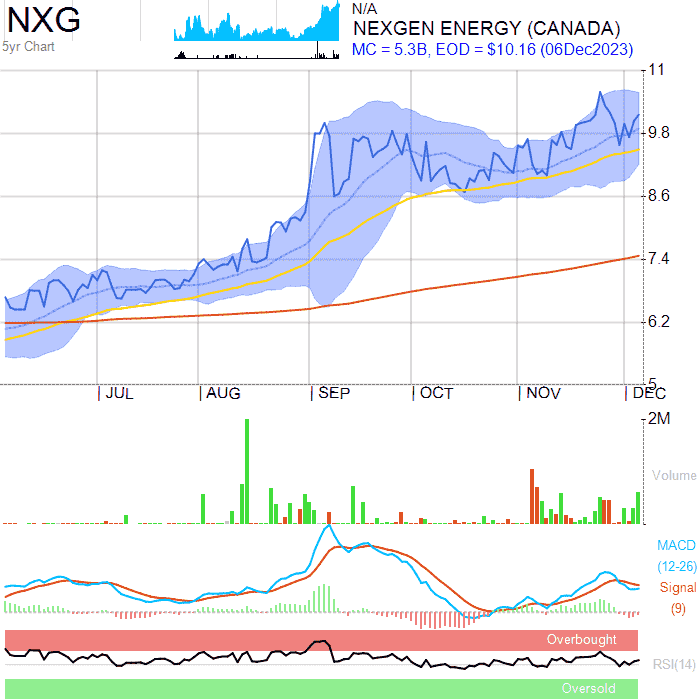 NXG
5yr Chart
N/A
NEXGEN ENERGY (CANADA)
MC = 5.3B, EOD = $10.16 (06Dec2023)
11
9.8
8.6
7.4
6.2
5
JUL
AUG
SEP
OCT
NOV
DEC
2M
Volume
MACD
(12-26)
Signal
(9)
Overbought
RSI(14)
Oversold